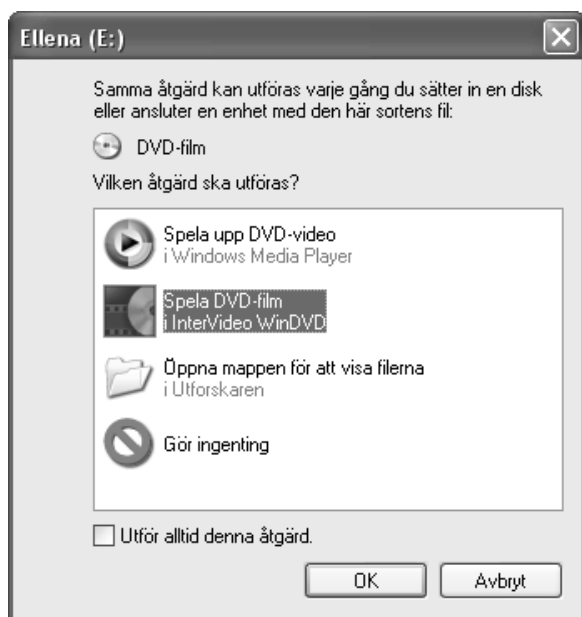 Ellena (E:)
Samma åtgärd kan utföras varje gång du sätter in en disk
eller ansluter en enhet med den här sortens fil:
DVD-film
Vilken åtgärd ska utföras?
Spela upp DVD-video
i Windows Media Player
Spela DVD-film
i InterVideo WinDVD
Öppna mappen för att visa filerna
i Utforskaren
Gör ingenting
Utför alltid denna åtgärd.
OK
Avbryt